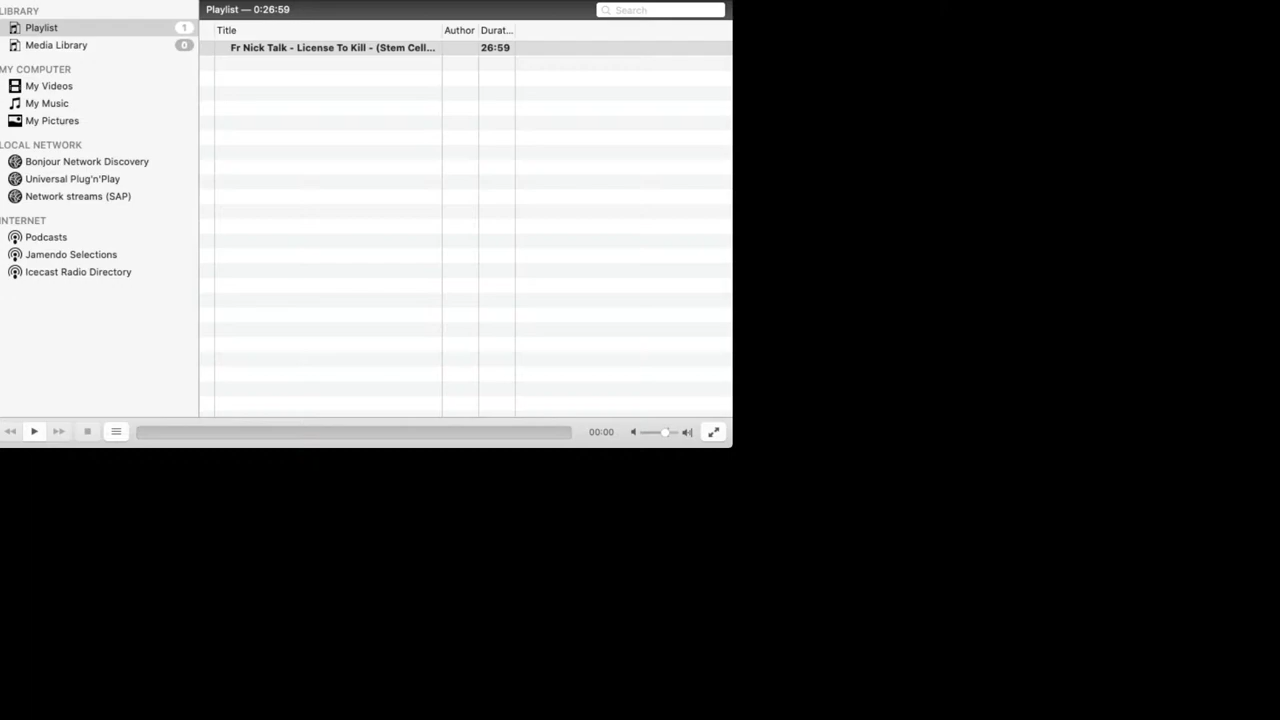 LIBRARY
Playlist 1
Media Library 0
MY COMPUTER
My Videos
My Music
My Pictures
LOCAL NETWORK
Bonjour Network Discovery
Universal Plug'n'Play
Network streams (SAP)
INTERNET
Podcasts
Jamendo Selections
Icecast Radio Directory
Playlist — 0:26:59
Search
Title Author Durat...
Fr Nick Talk - License To Kill - (Stem Cell... 26:59
00:00